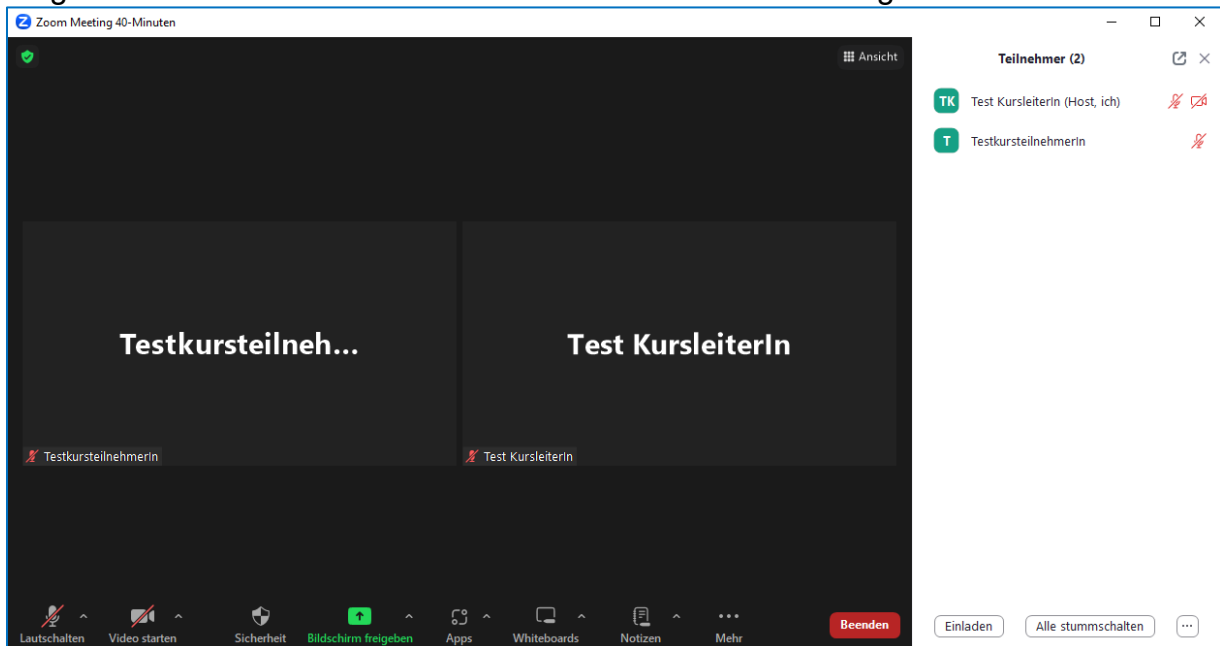 Zoom Meeting 40-Minuten
Ansicht
Teilnehmer (2)
TK Test KursleiterIn (Host, ich)
T TestkursteilnehmerIn
Testkursteilneh...
Test KursleiterIn
TestkursteilnehmerIn
Test KursleiterIn
Lautschalten
Video starten
Sicherheit
Bildschirm freigeben
Apps
Whiteboards
Notizen
Mehr
Beenden
Einladen
Alle stummschalten